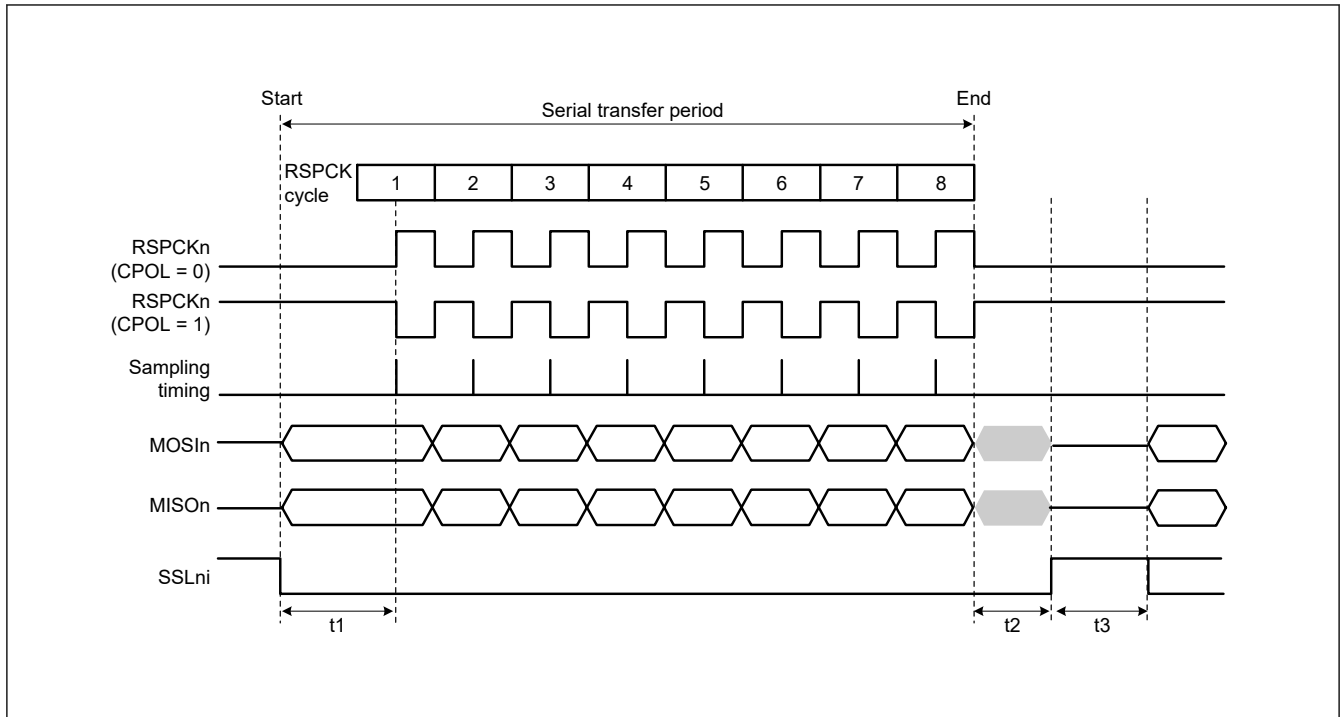 Start
End
Serial transfer period
RSPCK
cycle
1 2 3 4 5 6 7 8
RSPCKn
(CPOL = 0)
RSPCKn
(CPOL = 1)
Sampling
timing
MOSIn
MISOn
SSLni
t1
t2
t3